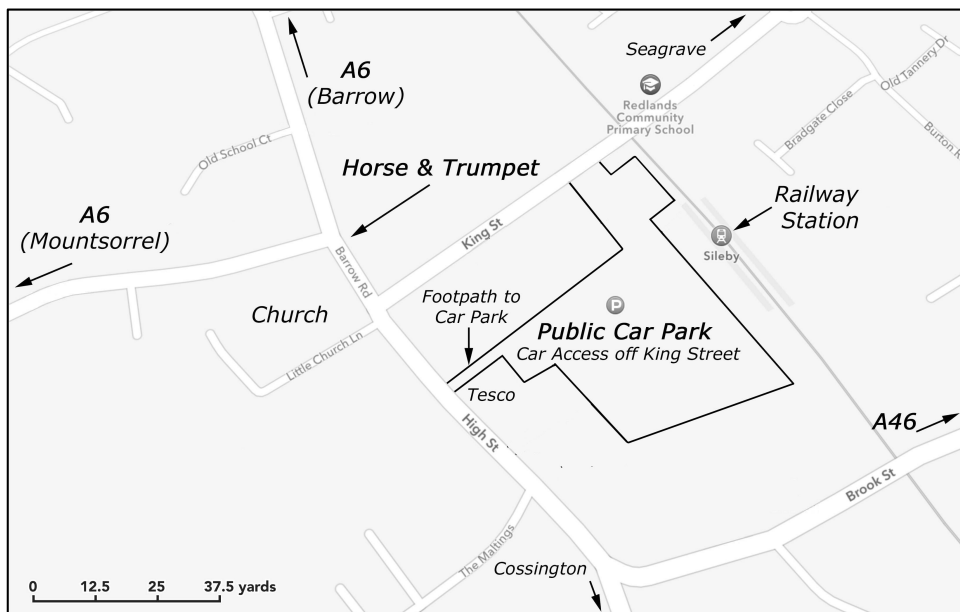 Seagrave
A6
(Barrow)
Redlands
Community
Primary School
Old Tannery Dr
Bradgate Close
Old School Ct
Horse & Trumpet
Railway
Station
A6
(Mountsorrel)
King St
Barrow Rd
Sileby
Church
Footpath to
Car Park
P
Public Car Park
Car Access off King Street
Little Church Ln
Tesco
High St
A46
Brook St
The Maltings
Cossington
0 12.5 25 37.5 yards